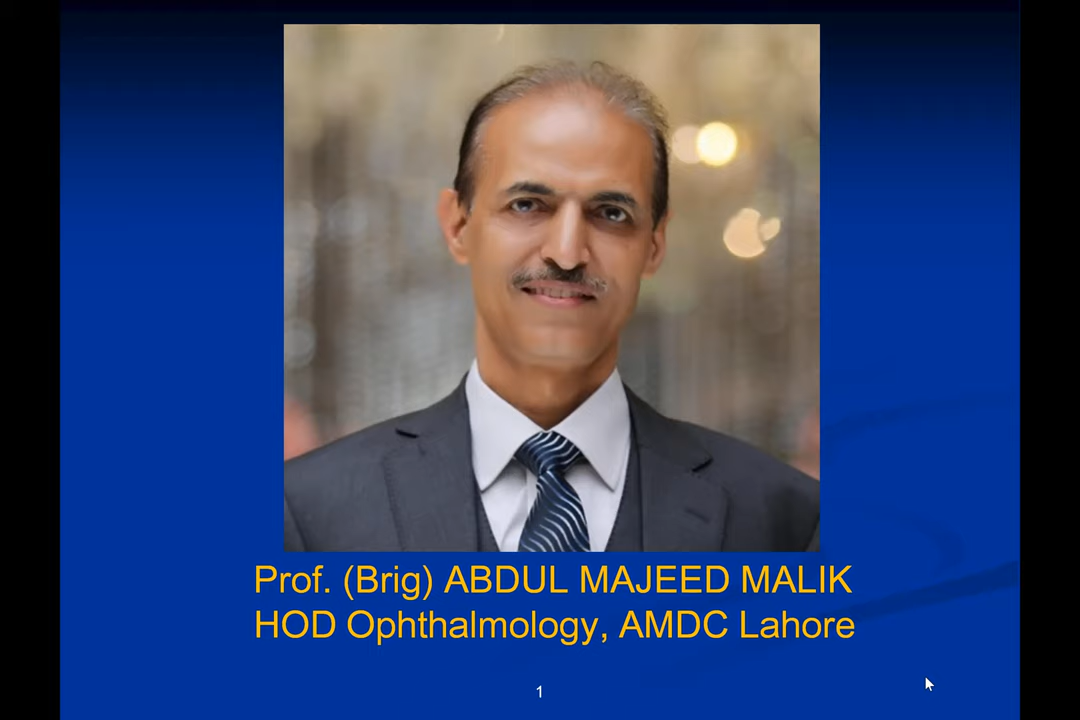 Prof. (Brig) ABDUL MAJEED MALIK
HOD Ophthalmology, AMDC Lahore
1